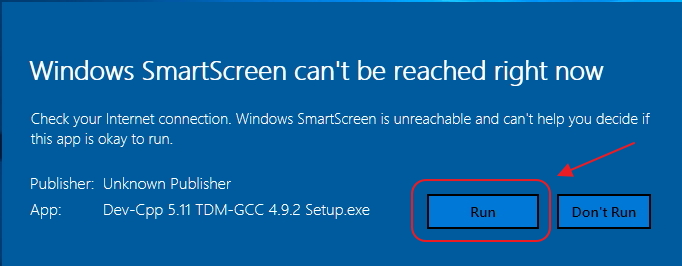 Windows SmartScreen can't be reached right now
Check your Internet connection. Windows SmartScreen is unreachable and can't help you decide if
this app is okay to run.
Publisher: Unknown Publisher
App: Dev-Cpp 5.11 TDM-GCC 4.9.2 Setup.exe
Run Don't Run